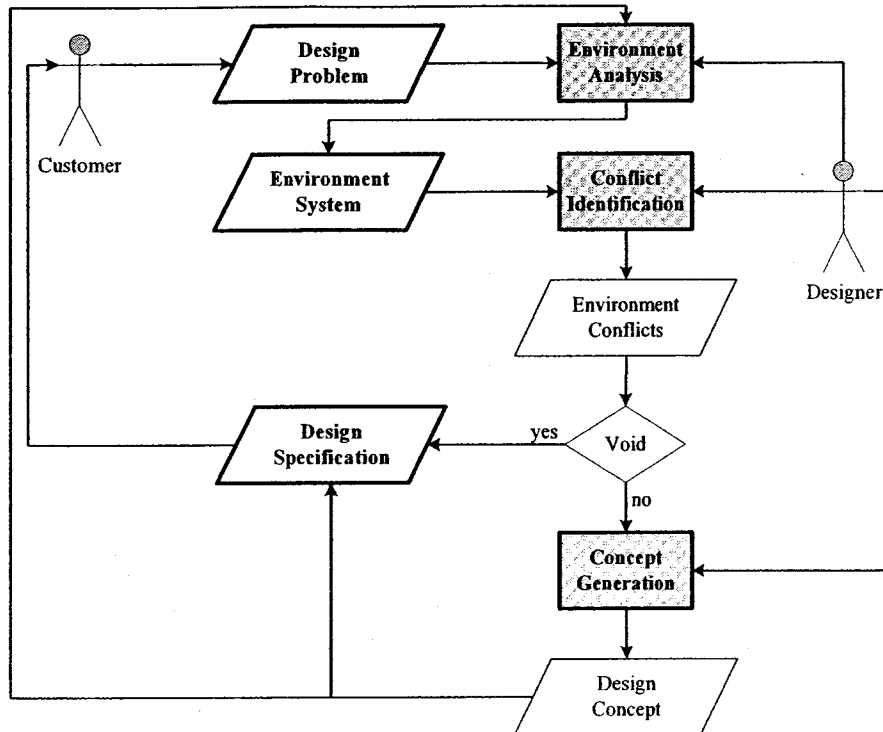 Design
Problem
Environment
Analysis
Customer
Environment
System
Conflict
Identification
Designer
Environment
Conflicts
Design
Specification
yes
Void
no
Concept
Generation
Design
Concept